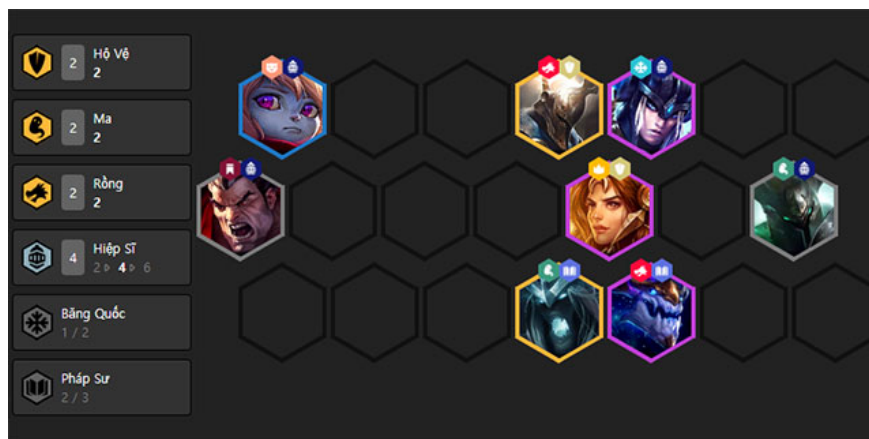 2 Hộ Vệ
2
2 Ma
2
2 Rồng
2
4 Hiệp Sĩ
2 ▹ 4 ▹ 6
Băng Quốc
1 / 2
Pháp Sư
2 / 3